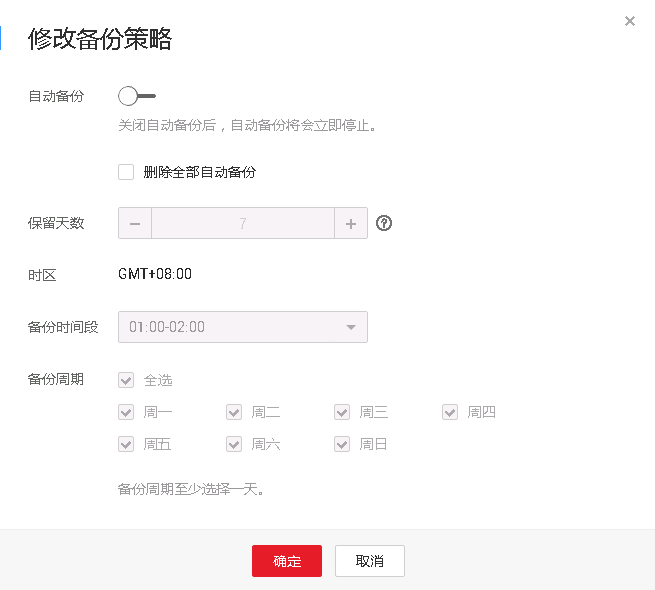 修改备份策略
自动备份
关闭自动备份后，自动备份将会立即停止。
删除全部自动备份
保留天数 7
时区 GMT+08:00
备份时间段 01:00-02:00
备份周期 全选
周一 周二 周三 周四
周五 周六 周日
备份周期至少选择一天。
确定 取消